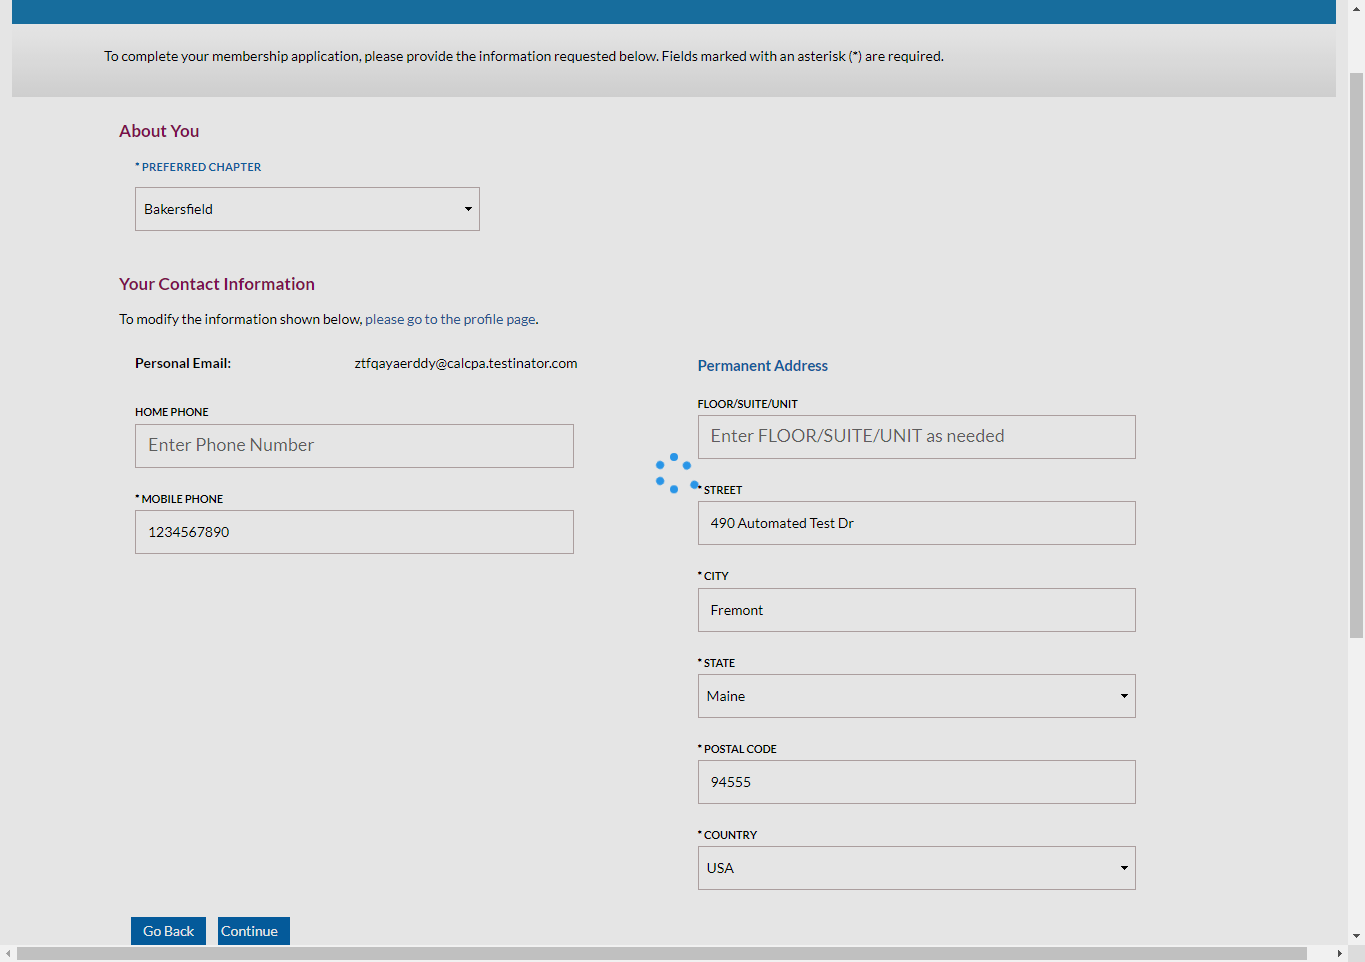 To complete your membership application, please provide the information requested below. Fields marked with an asterisk (*) are required.
About You
* PREFERRED CHAPTER
Bakersfield
Your Contact Information
To modify the information shown below, please go to the profile page.
Personal Email: ztfqayaerddy@calcpa.testinator.com
HOME PHONE
Enter Phone Number
* MOBILE PHONE
1234567890
Permanent Address
FLOOR/SUITE/UNIT
Enter FLOOR/SUITE/UNIT as needed
* STREET
490 Automated Test Dr
* CITY
Fremont
* STATE
Maine
* POSTAL CODE
94555
* COUNTRY
USA
Go Back
Continue